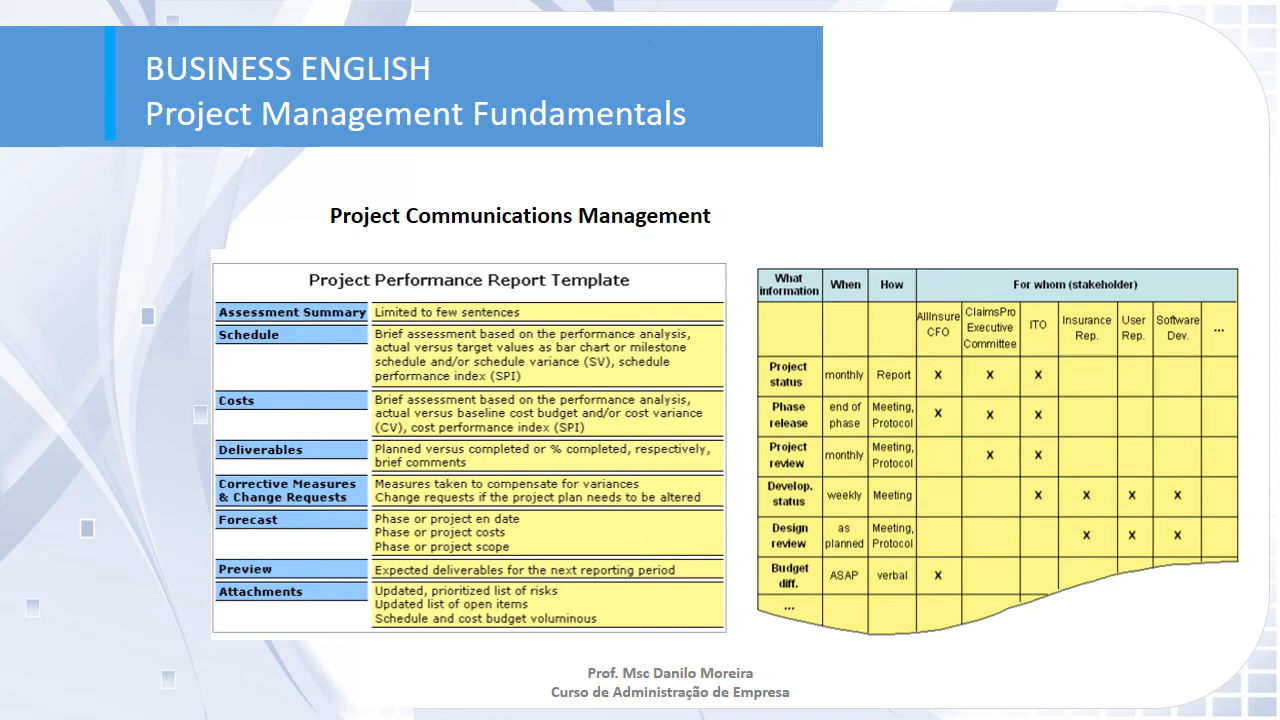 BUSINESS ENGLISH
Project Management Fundamentals
Project Communications Management
Project Performance Report Template
Assessment Summary Limited to few sentences
Schedule Brief assessment based on the performance analysis,
actual versus target values as bar chart or milestone
schedule and/or schedule variance (SV), schedule
performance index (SPI)
Costs Brief assessment based on the performance analysis,
actual versus baseline cost budget and/or cost variance
(CV), cost performance index (SPI)
Deliverables Planned versus completed or % completed, respectively,
brief comments
Corrective Measures Measures taken to compensate for variances
& Change Requests Change requests if the project plan needs to be altered
Forecast Phase or project en date
Phase or project costs
Phase or project scope
Preview Expected deliverables for the next reporting period
Attachments Updated, prioritized list of risks
Updated list of open items
Schedule and cost budget voluminous
What information When How For whom (stakeholder)
AllInsure CFO ClaimsPro Executive Committee ITO Insurance Rep. User Rep. Software Dev. ...
Project status monthly Report X X X
Phase release end of phase Meeting, Protocol X X X
Project review monthly Meeting, Protocol X X
Develop. status weekly Meeting X X X X
Design review as planned Meeting, Protocol X X X
Budget diff. ASAP verbal X
...
Prof. Msc Danilo Moreira
Curso de Administração de Empresa